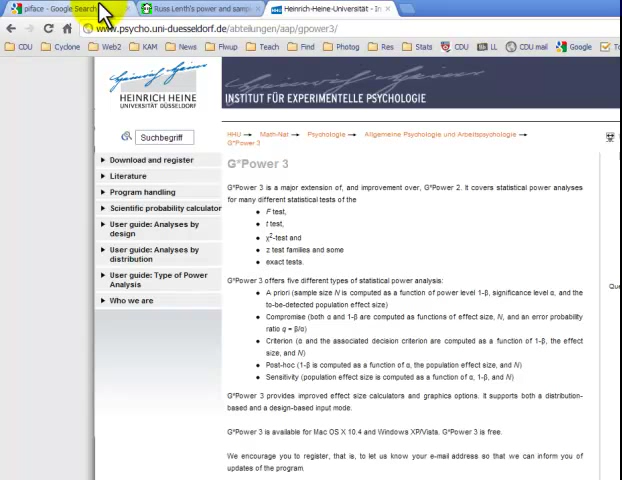 piface - Google Search
Russ Lenth's power and samp
Heinrich-Heine-Universität - In
www.psycho.uni-duesseldorf.de/abteilungen/aap/gpower3/
CDU
Cyclone
Web2
KAM
News
Flwup
Teach
Find
Photog
Res
Stats
CDU
LL
CDU mail
Google
HEINRICH HEINE
UNIVERSITÄT DÜSSELDORF
INSTITUT FÜR EXPERIMENTELLE PSYCHOLOGIE
Suchbegriff
HHU → Math-Nat → Psychologie → Allgemeine Psychologie und Arbeitspsychologie →
G*Power 3
Download and register
Literature
Program handling
Scientific probability calculator
User guide: Analyses by
design
User guide: Analyses by
distribution
User guide: Type of Power
Analysis
Who we are
G*Power 3
G*Power 3 is a major extension of, and improvement over, G*Power 2. It covers statistical power analyses
for many different statistical tests of the
• F test,
• t test,
• χ2-test and
• z test families and some
• exact tests.
G*Power 3 offers five different types of statistical power analysis:
• A priori (sample size N is computed as a function of power level 1-β, significance level α, and the
to-be-detected population effect size)
• Compromise (both α and 1-β are computed as functions of effect size, N, and an error probability
ratio q = β/α)
• Criterion (α and the associated decision criterion are computed as a function of 1-β, the effect
size, and N)
• Post-hoc (1-β is computed as a function of α, the population effect size, and N)
• Sensitivity (population effect size is computed as a function of α, 1-β, and N)
G*Power 3 provides improved effect size calculators and graphics options. It supports both a distribution-
based and a design-based input mode.
G*Power 3 is available for Mac OS X 10.4 and Windows XP/Vista. G*Power 3 is free.
We encourage you to register, that is, to let us know your e-mail address so that we can inform you of
updates of the program.
Que